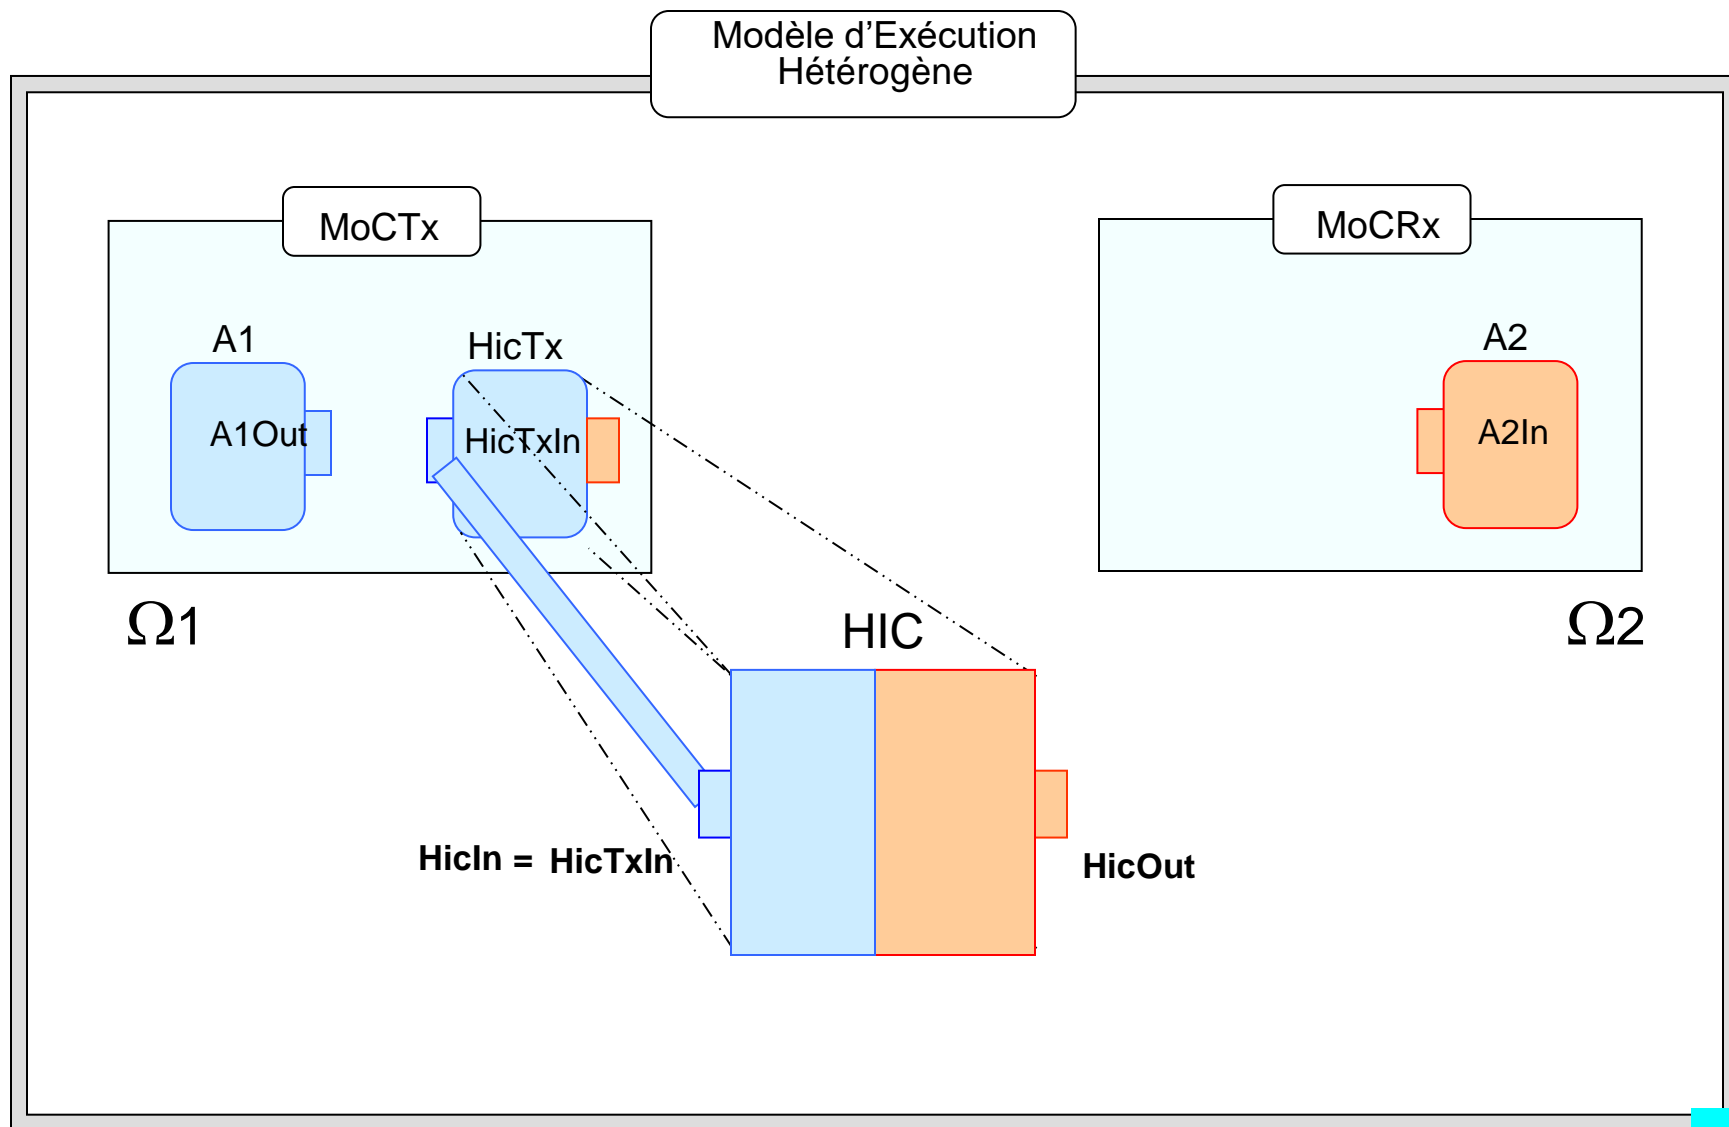 Modèle d’Exécution
Hétérogène
MoCTx
MoCRx
A1
HicTx
A2
A1Out
HicTxIn
A2In
Ω1
Ω2
HIC
HicIn = HicTxIn
HicOut